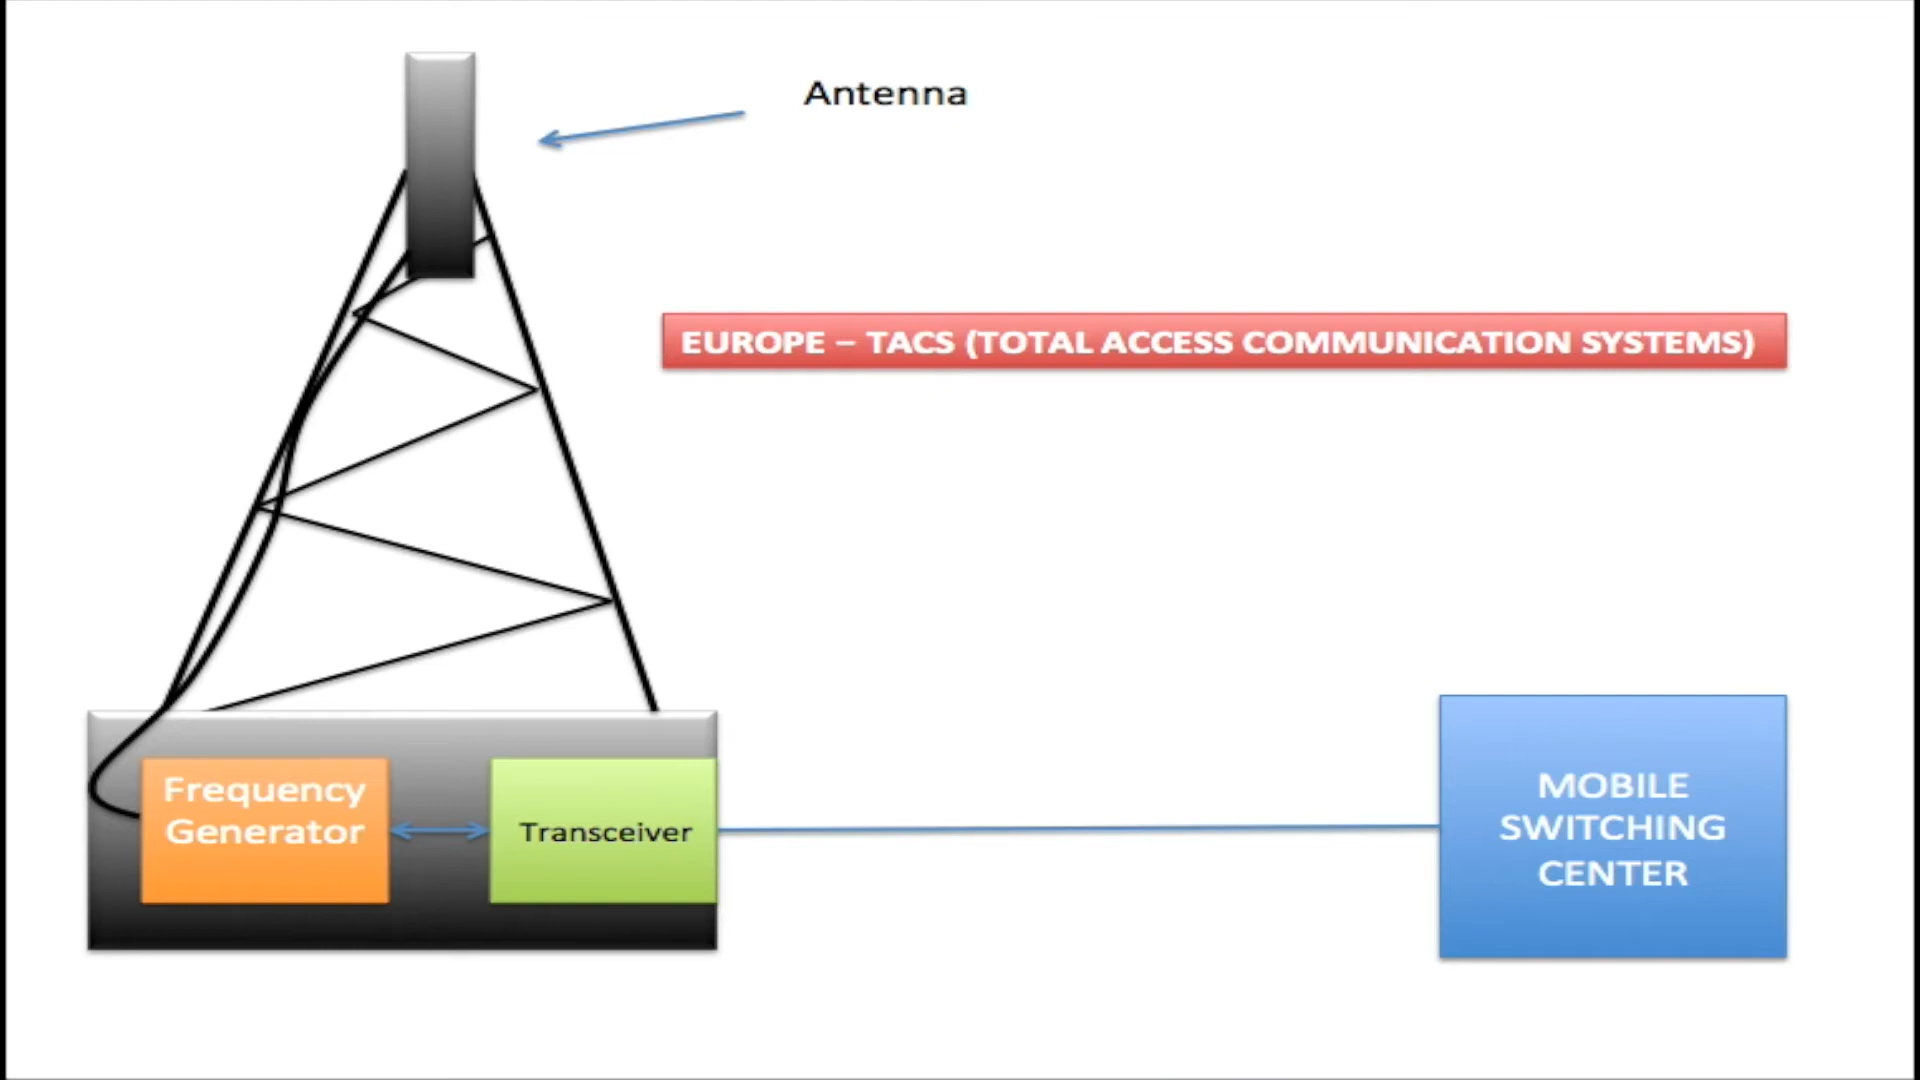 Antenna
EUROPE – TACS (TOTAL ACCESS COMMUNICATION SYSTEMS)
Frequency
Generator
Transceiver
MOBILE
SWITCHING
CENTER